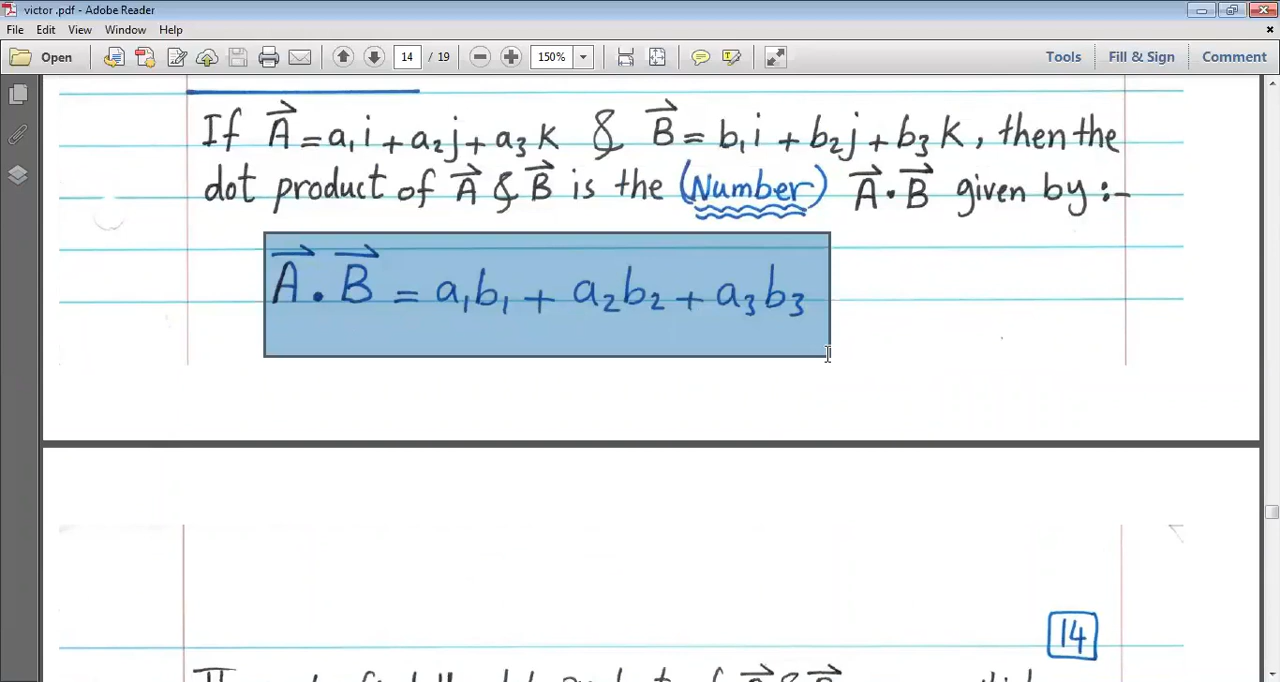 victor .pdf - Adobe Reader
File Edit View Window Help
Open 14 / 19 150% Tools Fill & Sign Comment
If A⃗ = a₁i + a₂j + a₃k & B⃗ = b₁i + b₂j + b₃k, then the
dot product of A⃗ & B⃗ is the (Number) A⃗ • B⃗ given by :-
A⃗ • B⃗ = a₁b₁ + a₂b₂ + a₃b₃
14